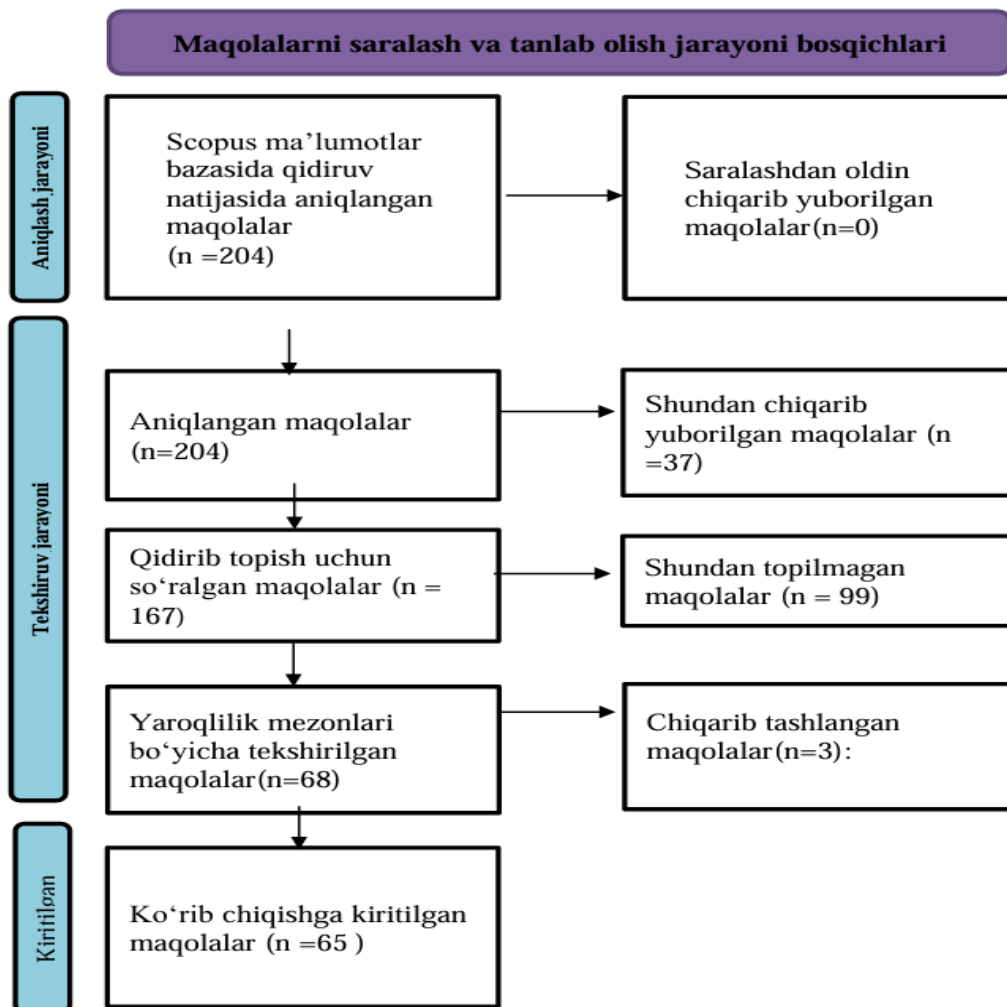 Maqolalarni saralash va tanlab olish jarayoni bosqichlari
Aniqlash jarayoni
Scopus ma’lumotlar
bazasida qidiruv
natijasida aniqlangan
maqolalar
(n =204)
Saralashdan oldin
chiqarib yuborilgan
maqolalar(n=0)
Tekshiruv jarayoni
Aniqlangan maqolalar
(n=204)
Shundan chiqarib
yuborilgan maqolalar (n
=37)
Qidirib topish uchun
so‘ralgan maqolalar (n =
167)
Shundan topilmagan
maqolalar (n = 99)
Yaroqlilik mezonlari
bo‘yicha tekshirilgan
maqolalar(n=68)
Chiqarib tashlangan
maqolalar(n=3):
Kiritilgan
Ko‘rib chiqishga kiritilgan
maqolalar (n =65 )